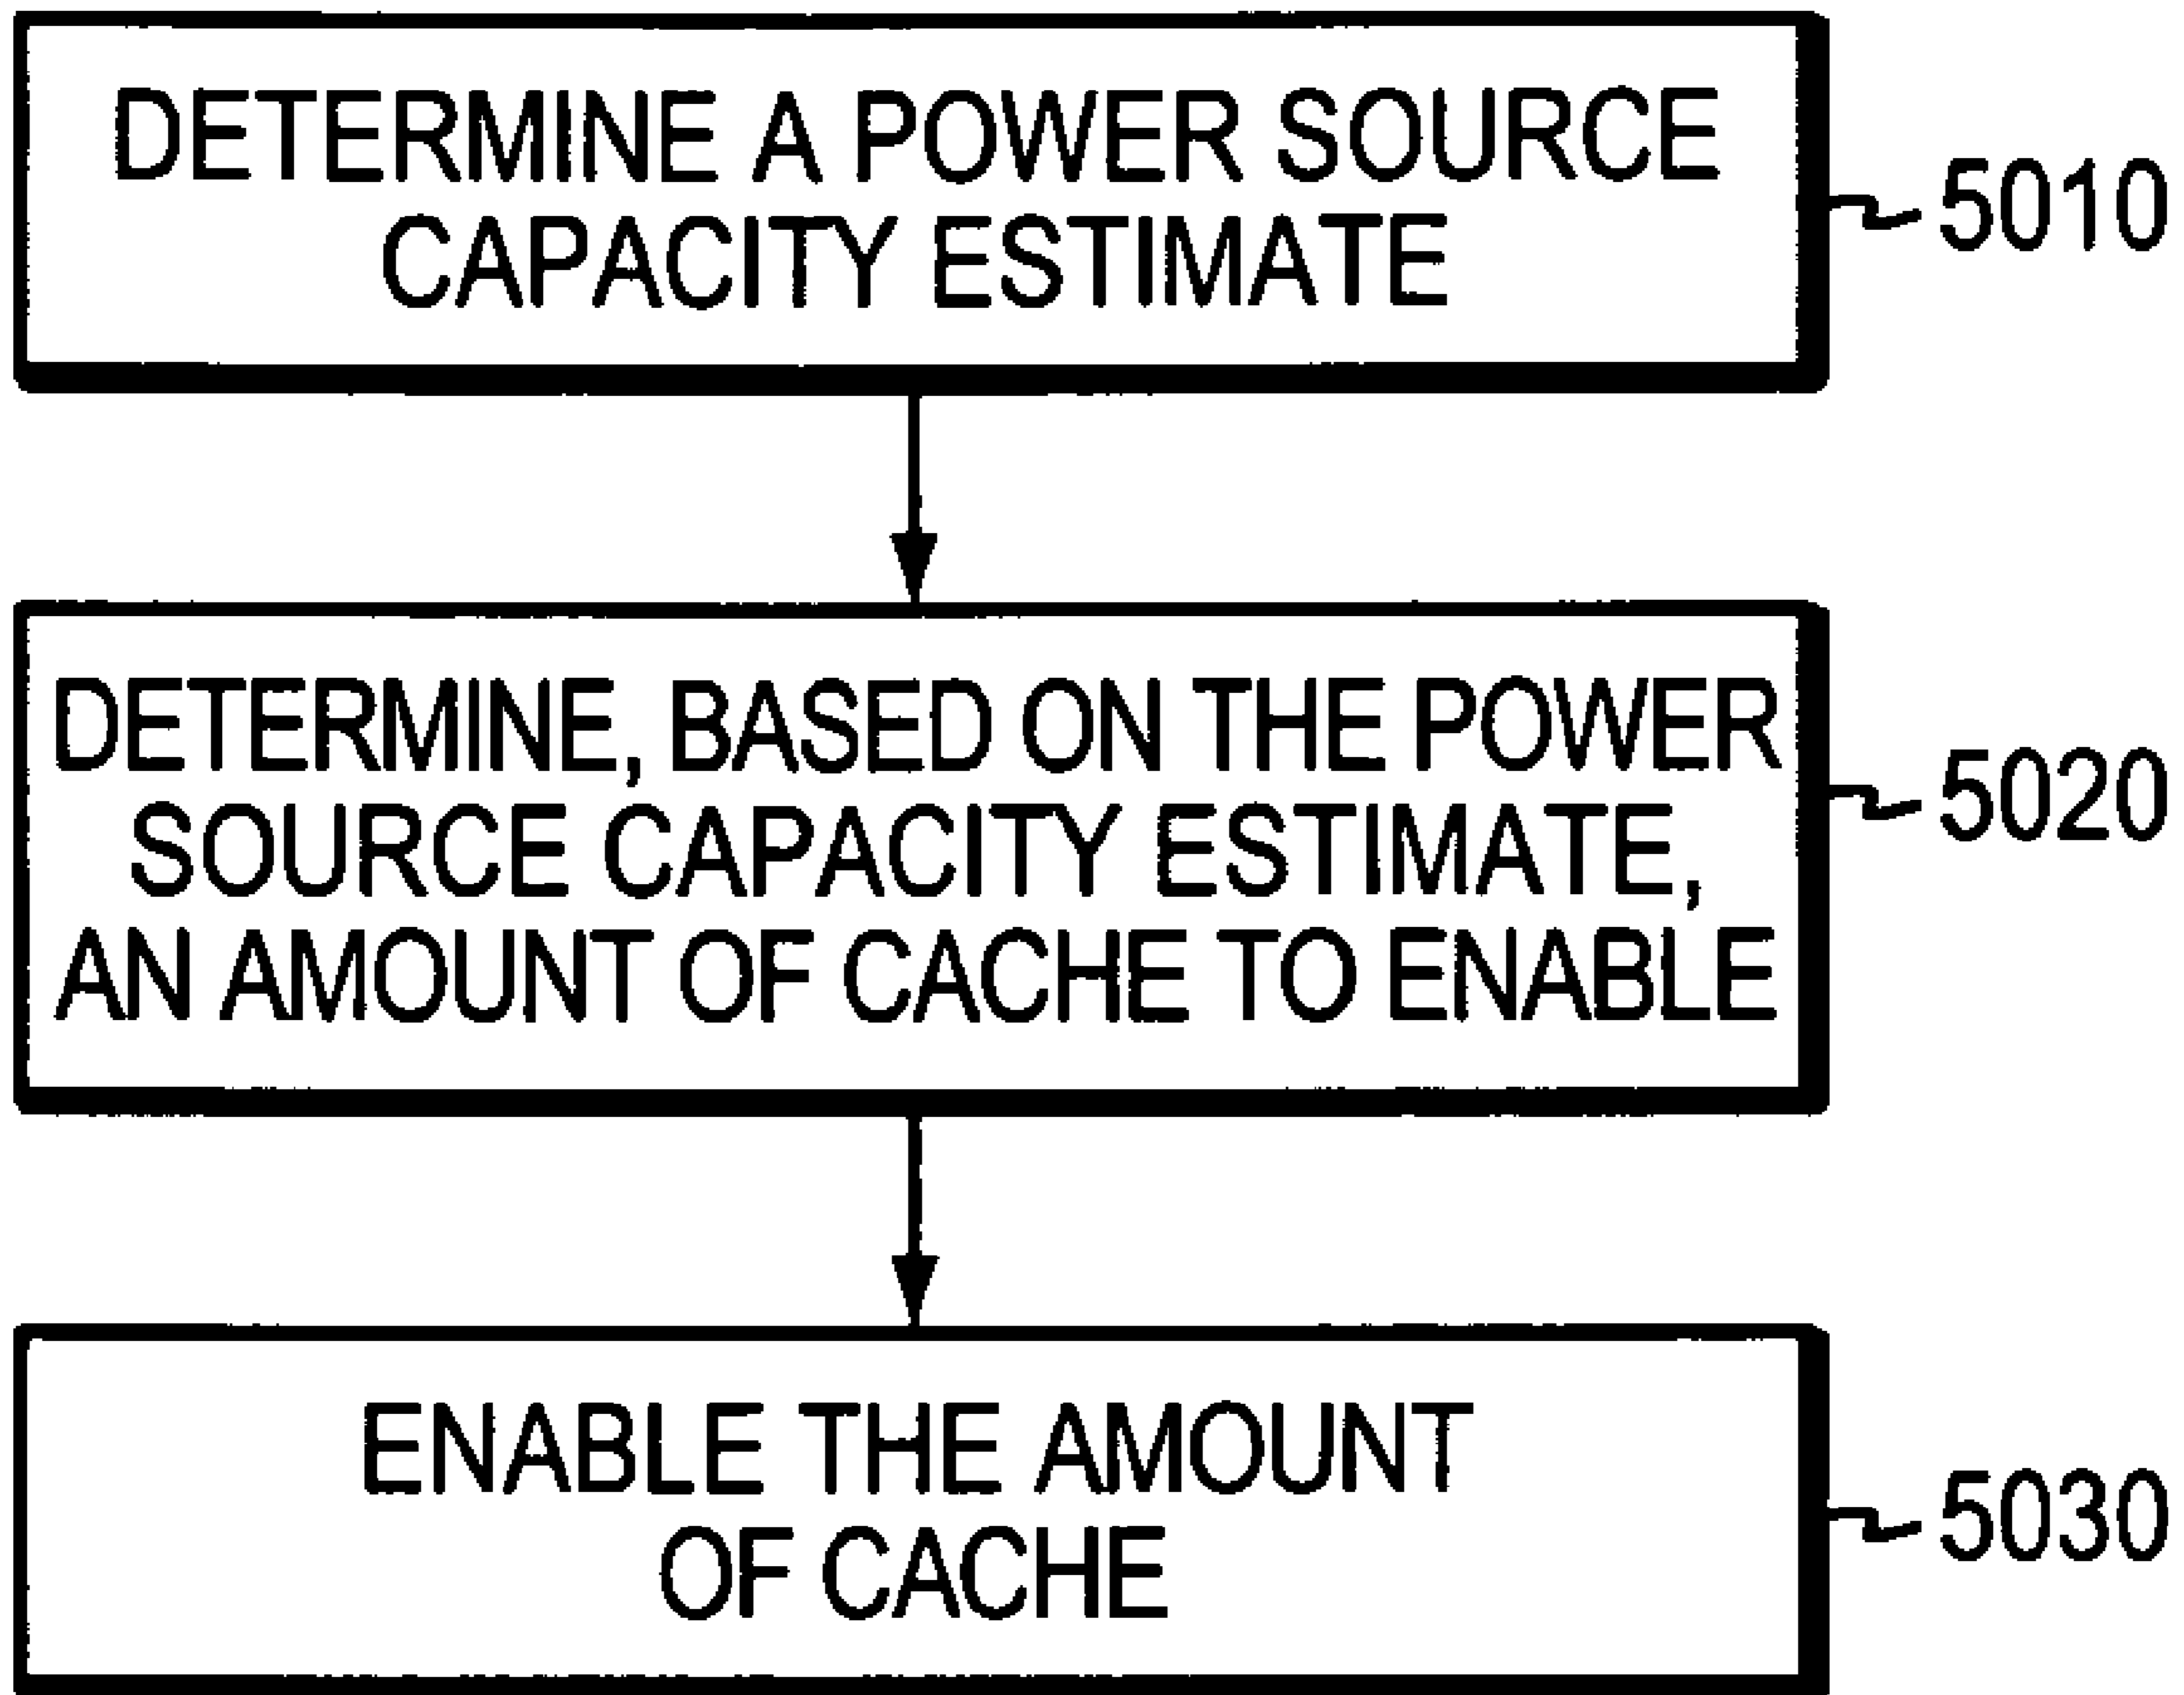 DETERMINE A POWER SOURCE
CAPACITY ESTIMATE
5010
DETERMINE, BASED ON THE POWER
SOURCE CAPACITY ESTIMATE,
AN AMOUNT OF CACHE TO ENABLE
5020
ENABLE THE AMOUNT
OF CACHE
5030